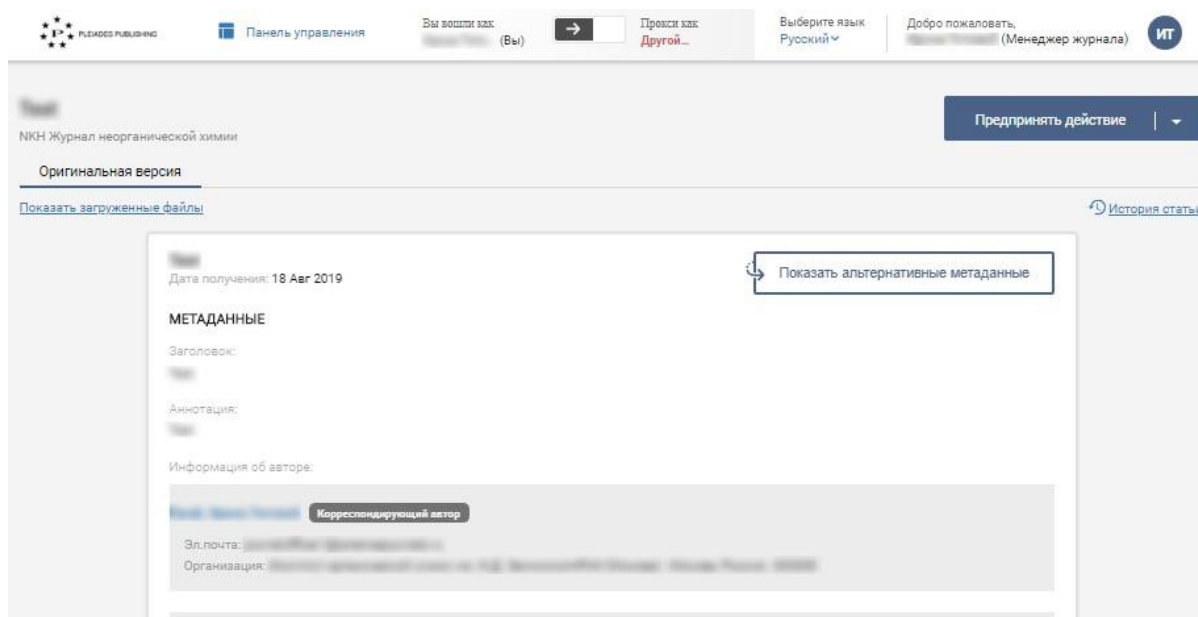 PLEIADES PUBLISHING
Панель управления
Вы вошли как
(Вы)
Прокси как
Другой...
Выберите язык
Русский
Добро пожаловать,
(Менеджер журнала)
ИТ
NKH Журнал неорганической химии
Предпринять действие
Оригинальная версия
Показать загруженные файлы
История статьи
Дата получения: 18 Авг 2019
Показать альтернативные метаданные
МЕТАДАННЫЕ
Заголовок:
Аннотация:
Информация об авторе:
Корреспондирующий автор
Эл.почта:
Организация: